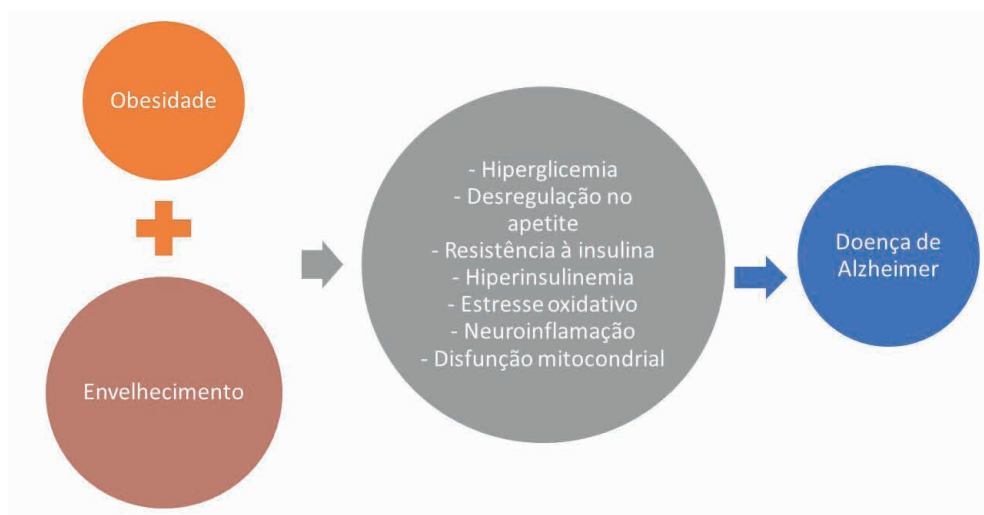 Obesidade
Envelhecimento
- Hiperglicemia
- Desregulação no
apetite
- Resistência à insulina
- Hiperinsulinemia
- Estresse oxidativo
- Neuroinflamação
- Disfunção mitocondrial
Doença de
Alzheimer